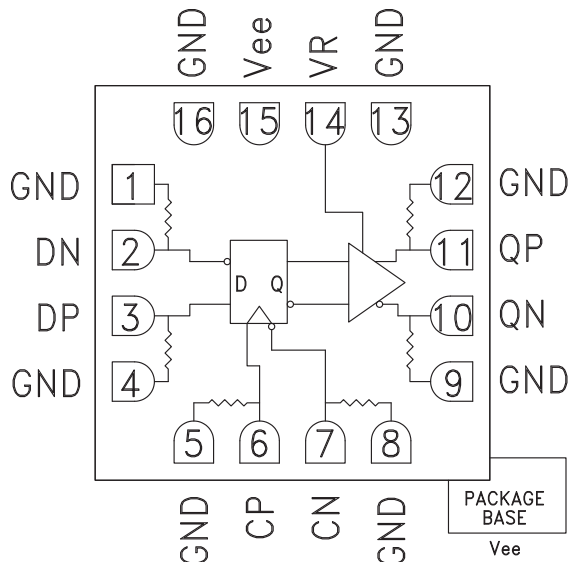 GND
Vee
VR
GND
16
15
14
13
GND
1
12
GND
DN
2
11
QP
D
Q
DP
3
10
QN
GND
4
9
GND
5
6
7
8
GND
CP
CN
GND
PACKAGE
BASE
Vee